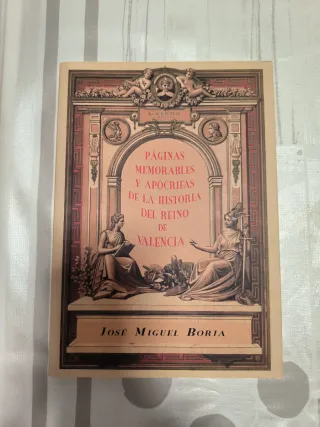 PÁGINAS
MEMORABLES
Y APÓCRIFAS
DE LA HISTORIA
DEL REINO
DE
VALENCIA
JOSÉ MIGUEL BORJA